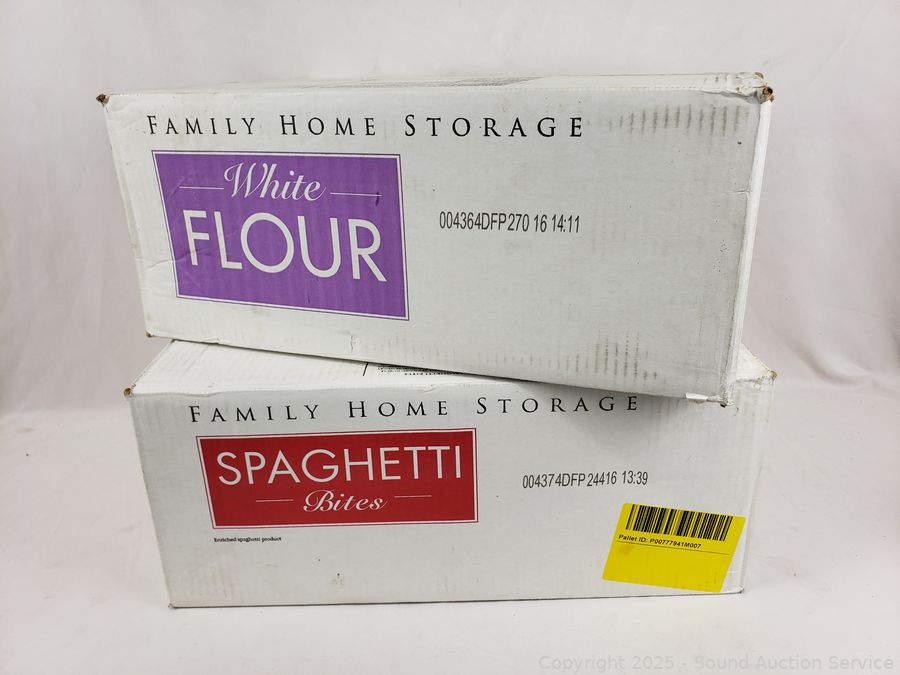 FAMILY HOME STORAGE
White
FLOUR
004364DFP270 16 14:11
FAMILY HOME STORAGE
SPAGHETTI
Bites
Enriched spaghetti product
004374DFP24416 13:39
Pallet ID: P00777941M007
Copyright 2025 - Sound Auction Service